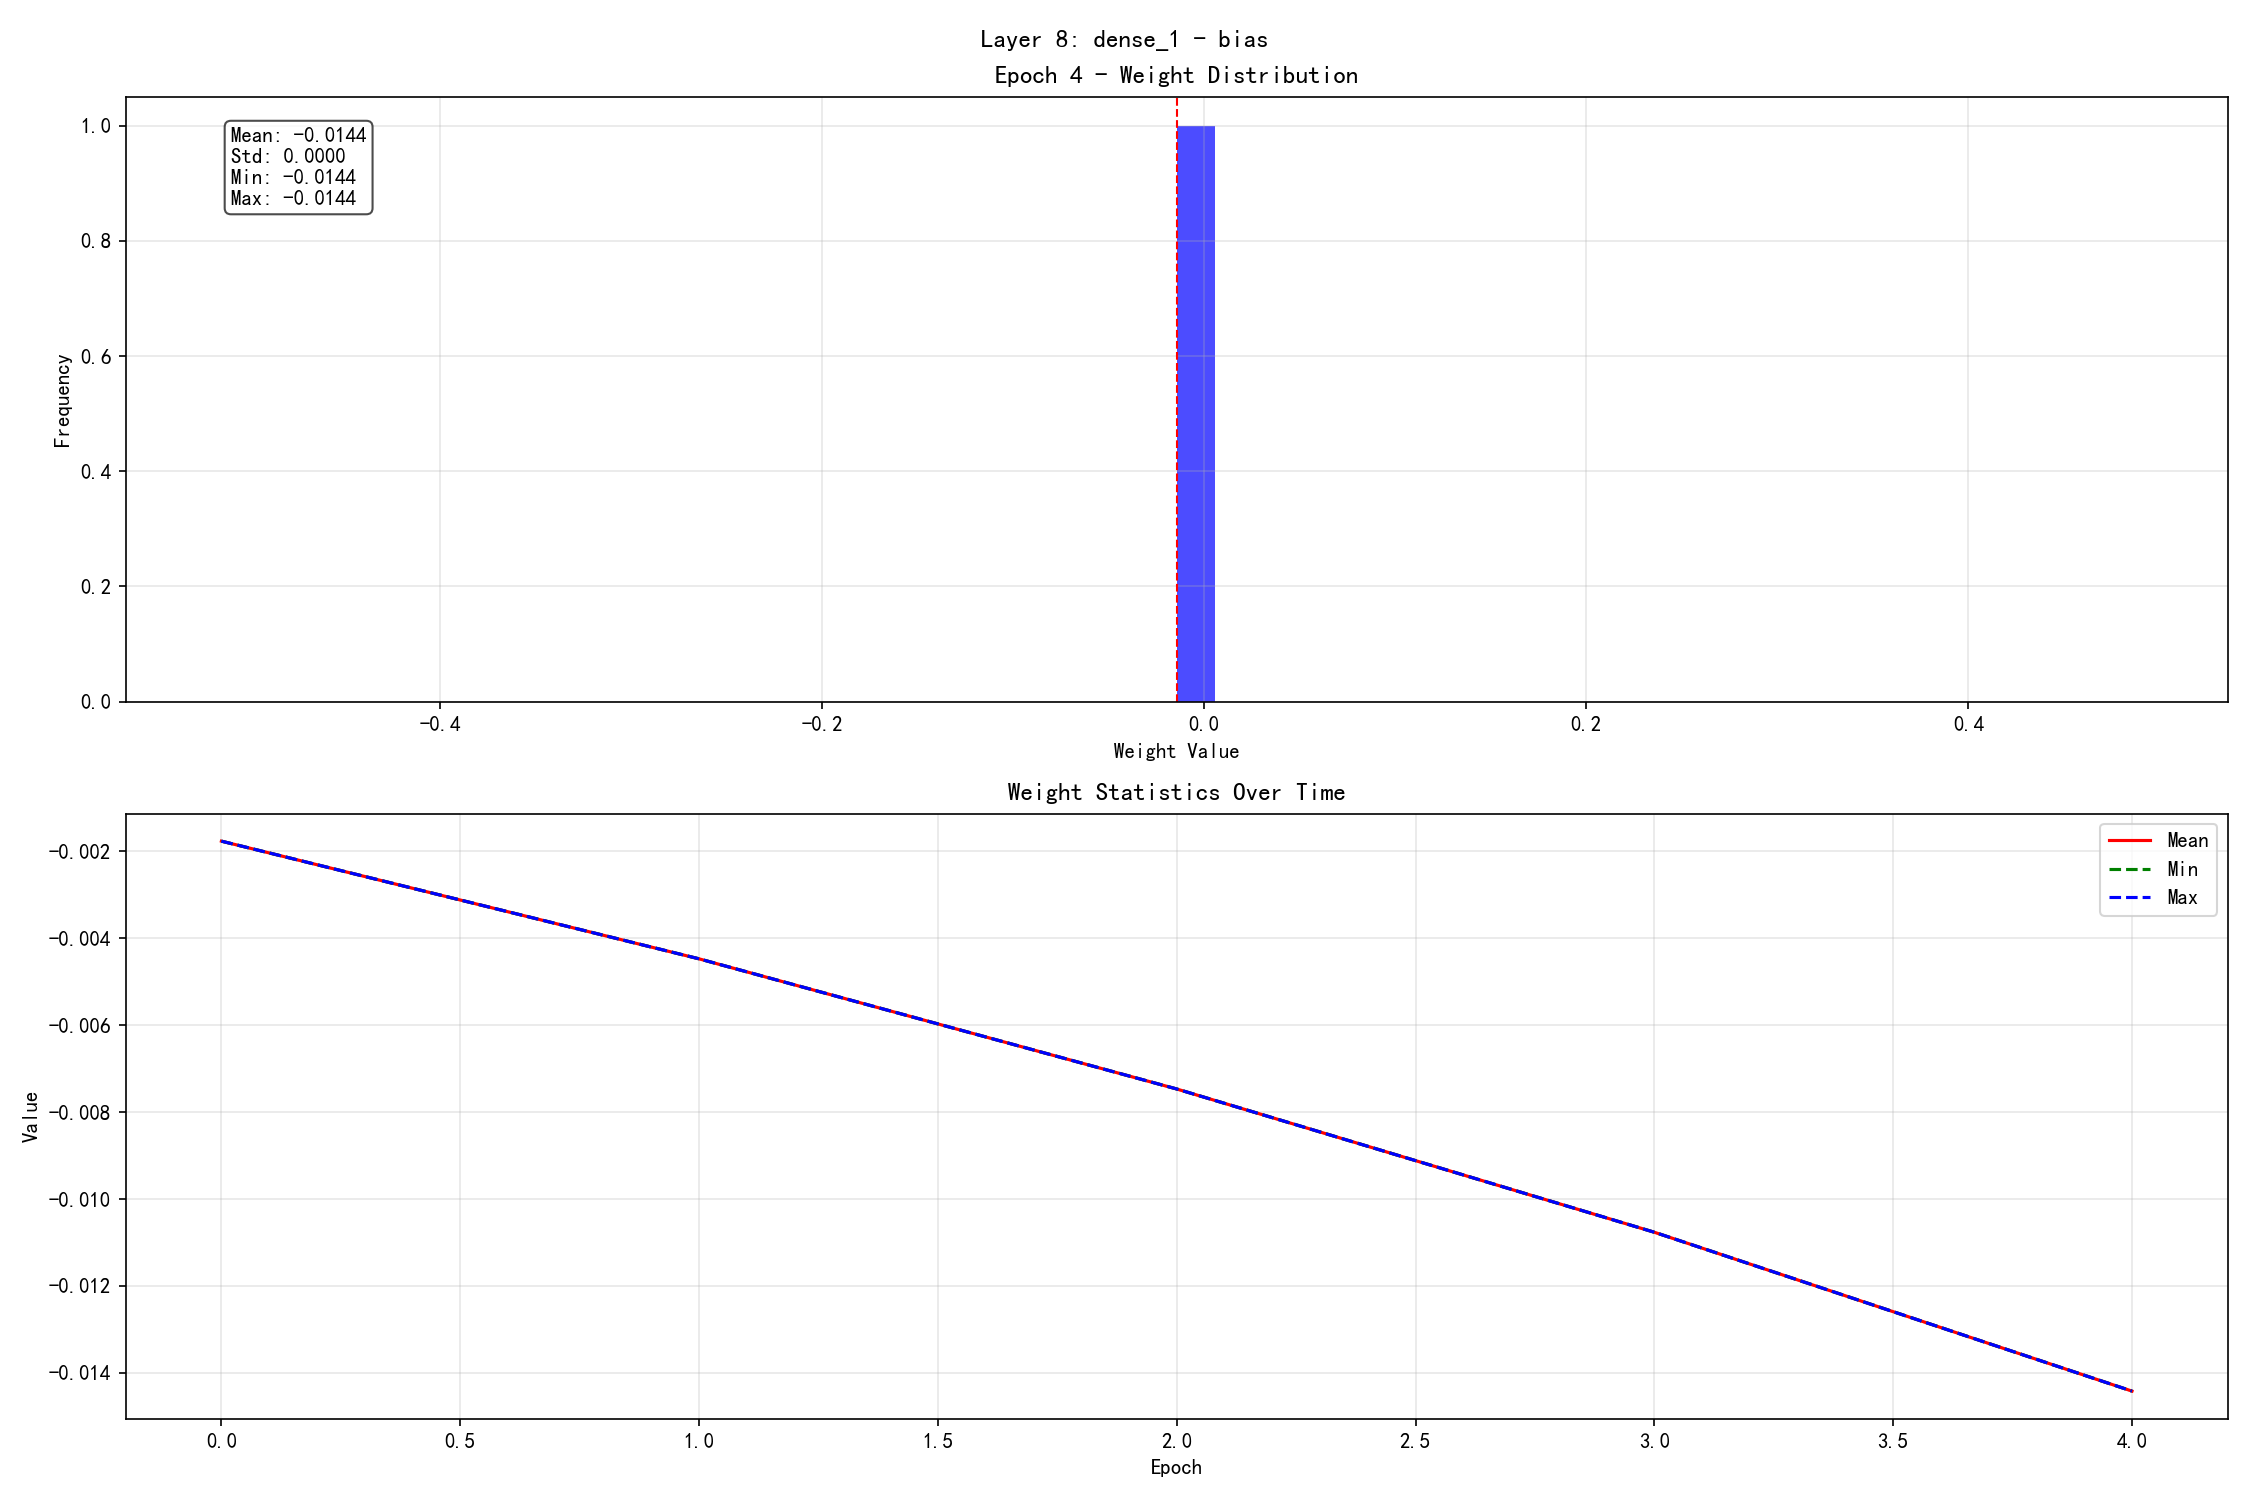 Layer 8: dense_1 - bias
Epoch 4 - Weight Distribution
Mean: -0.0144
Std: 0.0000
Min: -0.0144
Max: -0.0144
Frequency
1.0
0.8
0.6
0.4
0.2
0.0
-0.4
-0.2
0.0
0.2
0.4
Weight Value
Weight Statistics Over Time
Mean
Min
Max
Value
-0.002
-0.004
-0.006
-0.008
-0.010
-0.012
-0.014
0.0
0.5
1.0
1.5
2.0
2.5
3.0
3.5
4.0
Epoch